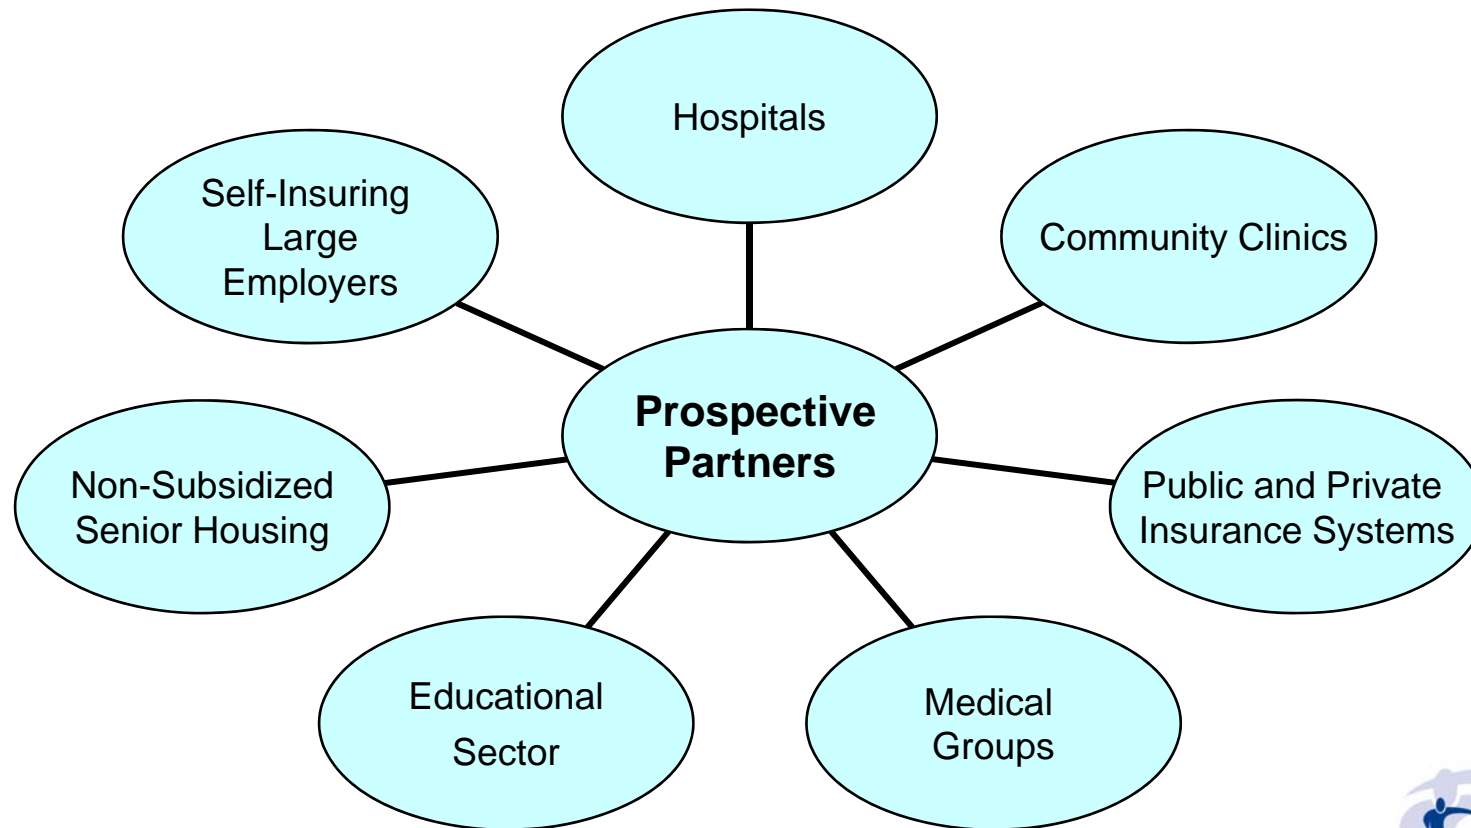 Hospitals
Self-Insuring
Large
Employers
Community Clinics
Prospective
Partners
Non-Subsidized
Senior Housing
Public and Private
Insurance Systems
Educational
Sector
Medical
Groups